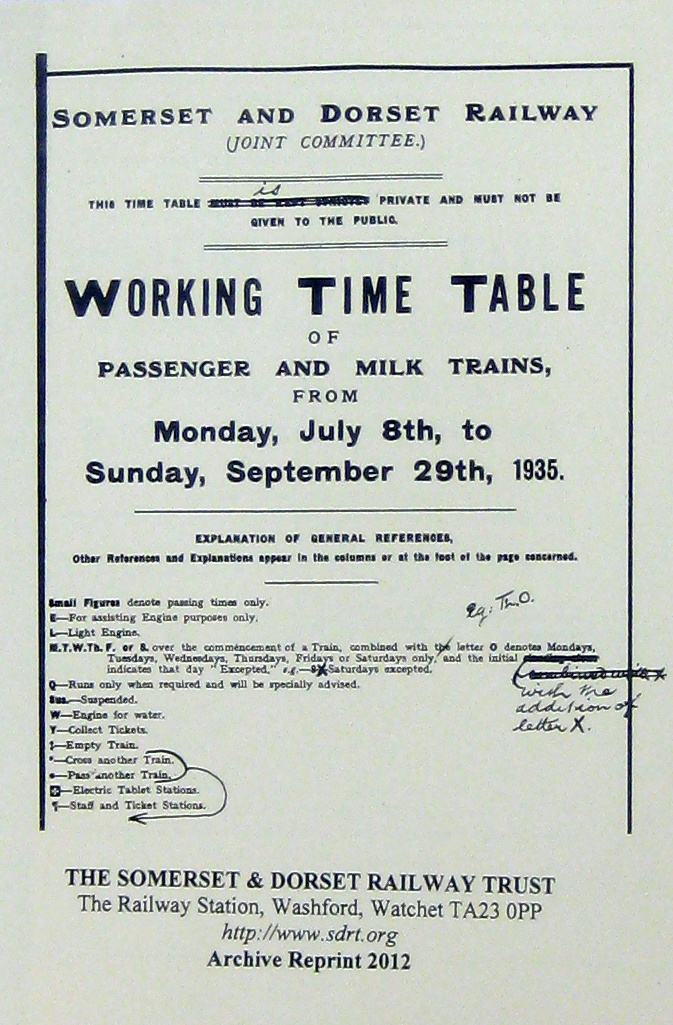 SOMERSET AND DORSET RAILWAY
(JOINT COMMITTEE.)
is
THIS TIME TABLE MUST BE KEPT PRIVATE AND MUST NOT BE
GIVEN TO THE PUBLIC.
WORKING TIME TABLE
OF
PASSENGER AND MILK TRAINS,
FROM
Monday, July 8th, to
Sunday, September 29th, 1935.
EXPLANATION OF GENERAL REFERENCES,
Other References and Explanations appear in the columns or at the foot of the page concerned.
eg: Th.O.
Small Figures denote passing times only.
E—For assisting Engine purposes only.
L—Light Engine.
M.T.W.Th. F. or S. over the commencement of a Train, combined with the letter O denotes Mondays,
Tuesdays, Wednesdays, Thursdays, Fridays or Saturdays only, and the initial
indicates that day "Excepted," e.g.—SX Saturdays excepted.
with the
addition of
letter X.
Q—Runs only when required and will be specially advised.
Sus.—Suspended.
W—Engine for water.
Y—Collect Tickets.
‡—Empty Train.
*—Cross another Train.
●—Pass another Train.
—Electric Tablet Stations.
¶—Staff and Ticket Stations.
THE SOMERSET & DORSET RAILWAY TRUST
The Railway Station, Washford, Watchet TA23 0PP
http://www.sdrt.org
Archive Reprint 2012